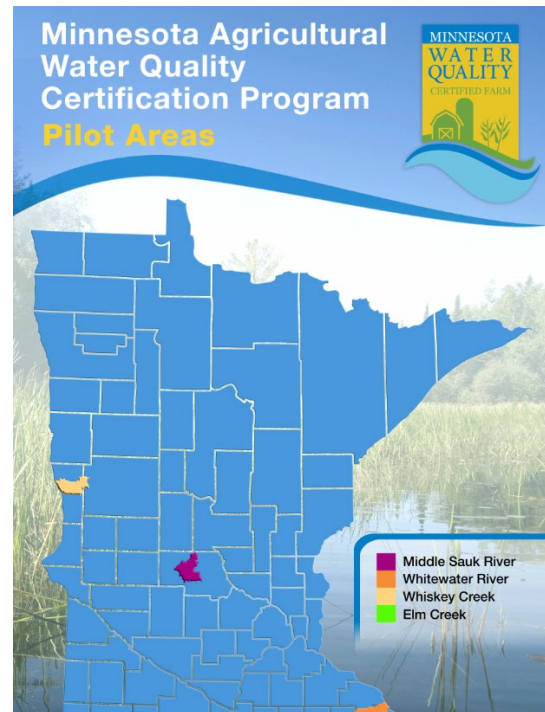 Minnesota Agricultural
Water Quality
Certification Program
Pilot Areas
MINNESOTA
WATER
QUALITY
CERTIFIED FARM
Middle Sauk River
Whitewater River
Whiskey Creek
Elm Creek